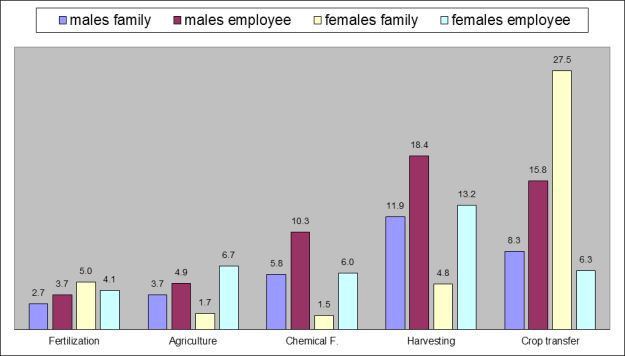 males family males employee females family females employee
2.7 3.7 5.0 4.1
3.7 4.9 1.7 6.7
5.8 10.3 1.5 6.0
11.9 18.4 4.8 13.2
8.3 15.8 27.5 6.3
Fertilization Agriculture Chemical F. Harvesting Crop transfer